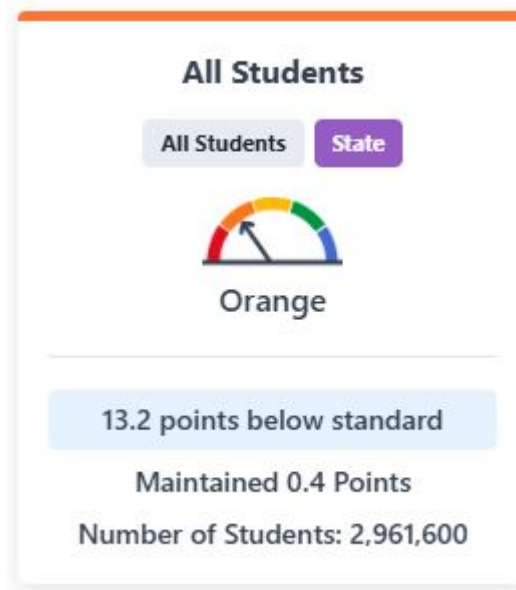 All Students
All Students State
Orange
13.2 points below standard
Maintained 0.4 Points
Number of Students: 2,961,600